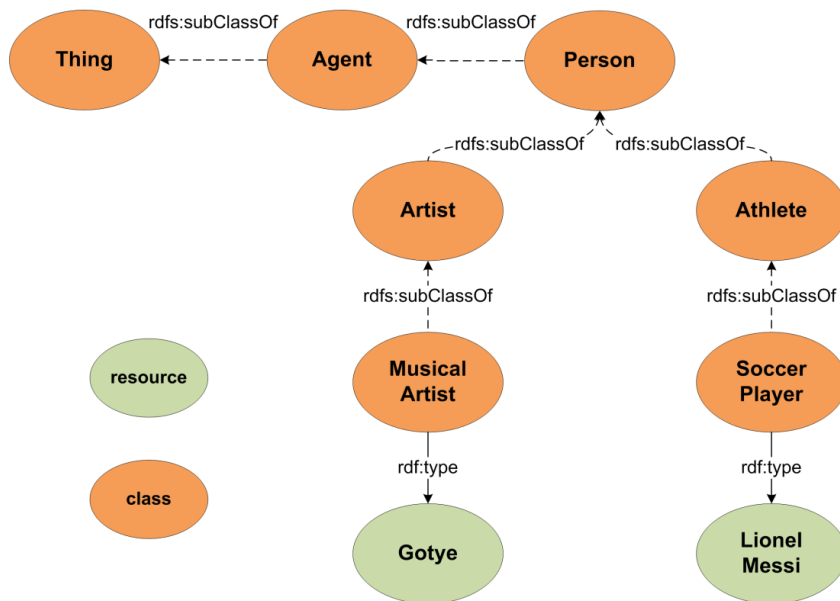 rdfs:subClassOf
rdfs:subClassOf
Thing
Agent
Person
rdfs:subClassOf
rdfs:subClassOf
Artist
Athlete
rdfs:subClassOf
rdfs:subClassOf
resource
Musical
Artist
Soccer
Player
rdf:type
rdf:type
class
Gotye
Lionel
Messi